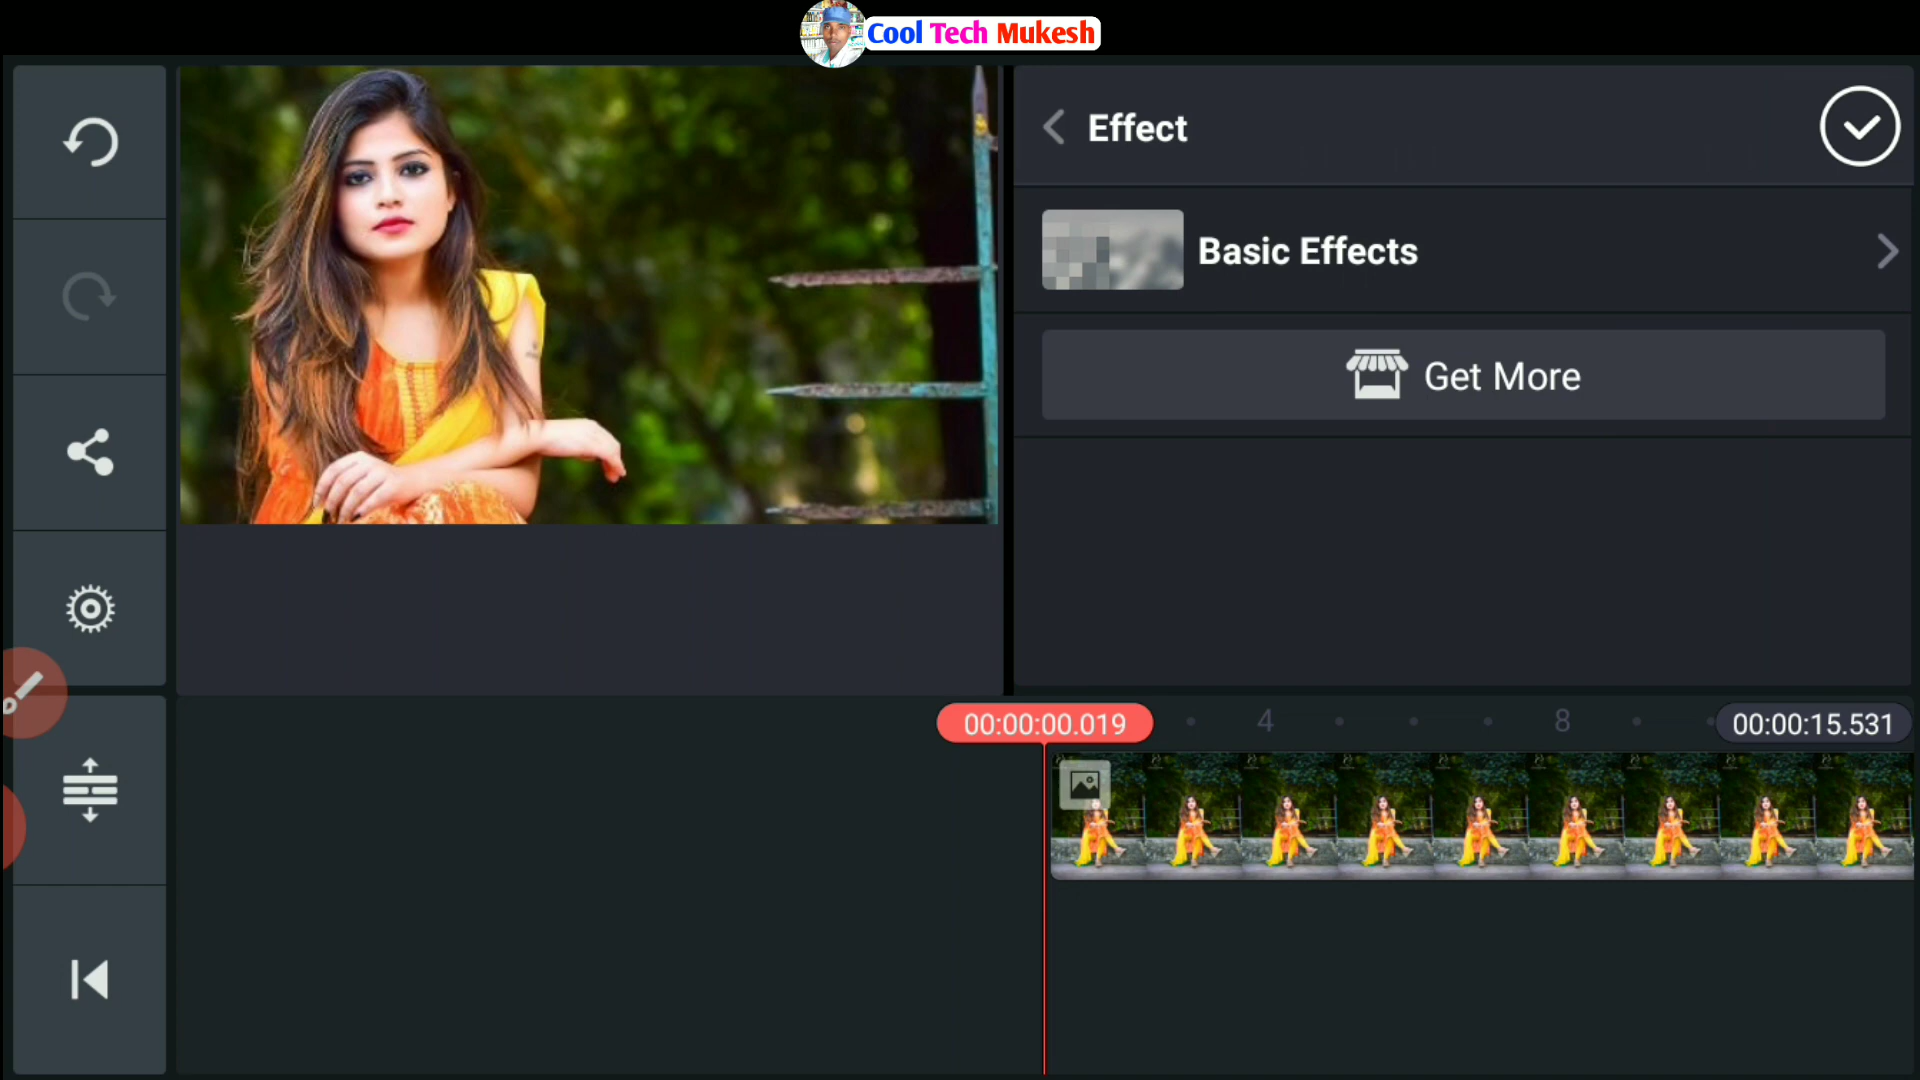 Cool Tech Mukesh
Effect
Basic Effects
Get More
00:00:00.019
4
8
00:00:15.531